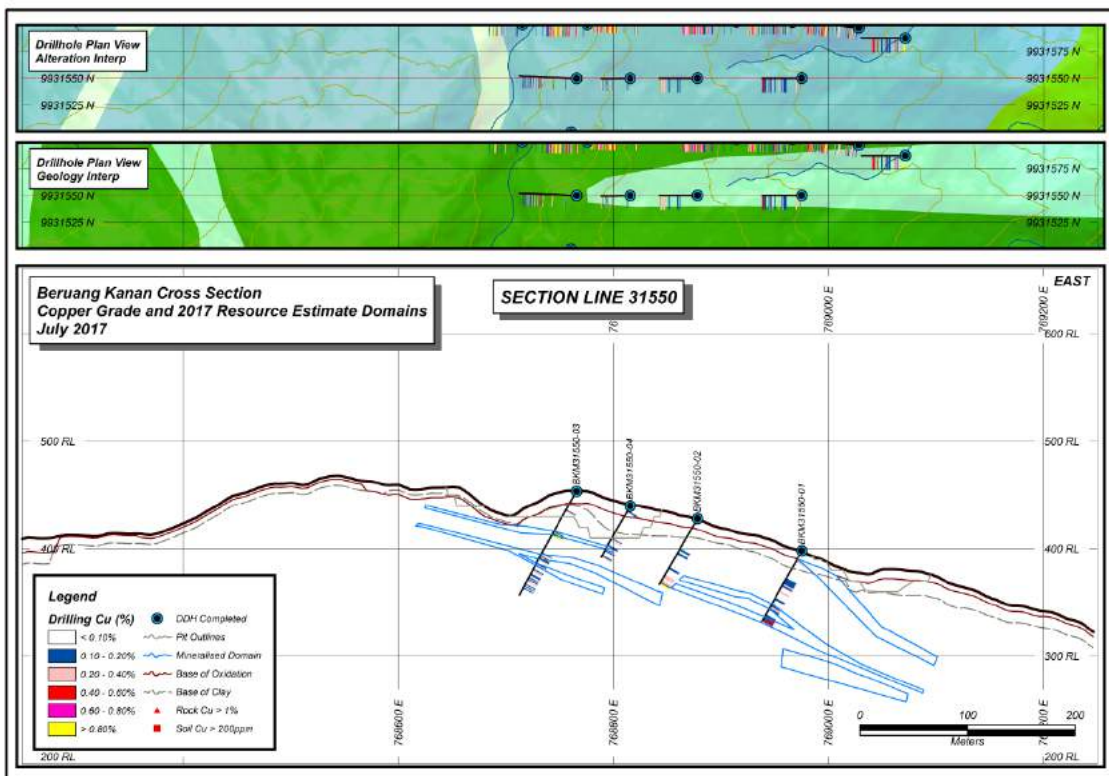 Drillhole Plan View
Alteration Interp
9931575 N
9931550 N
9931550 N
9931525 N
9931525 N
Drillhole Plan View
Geology Interp
9931575 N
9931550 N
9931550 N
9931525 N
9931525 N
Beruang Kanan Cross Section
Copper Grade and 2017 Resource Estimate Domains
July 2017
SECTION LINE 31550
EAST
769000 E
769200 E
600 RL
500 RL
500 RL
400 RL
400 RL
300 RL
200 RL
200 RL
BKM31550-03
BKM31550-04
BKM31550-02
BKM31550-01
Legend
Drilling Cu (%)
< 0.10%
0.10 - 0.20%
0.20 - 0.40%
0.40 - 0.60%
0.60 - 0.80%
> 0.80%
DDH Completed
Pit Outlines
Mineralised Domain
Base of Oxidation
Base of Clay
Rock Cu > 1%
Soil Cu > 200ppm
768600 E
768800 E
769000 E
0 100 200
Meters